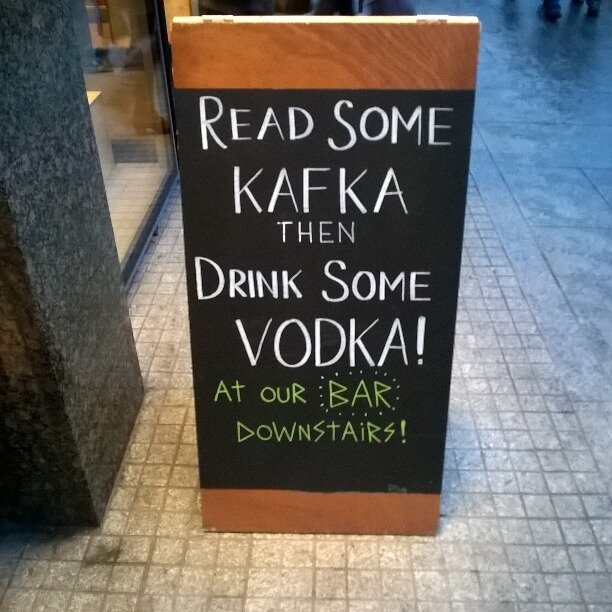 READ SOME
KAFKA
THEN
DRINK SOME
VODKA!
AT OUR BAR
DOWNSTAiRS!